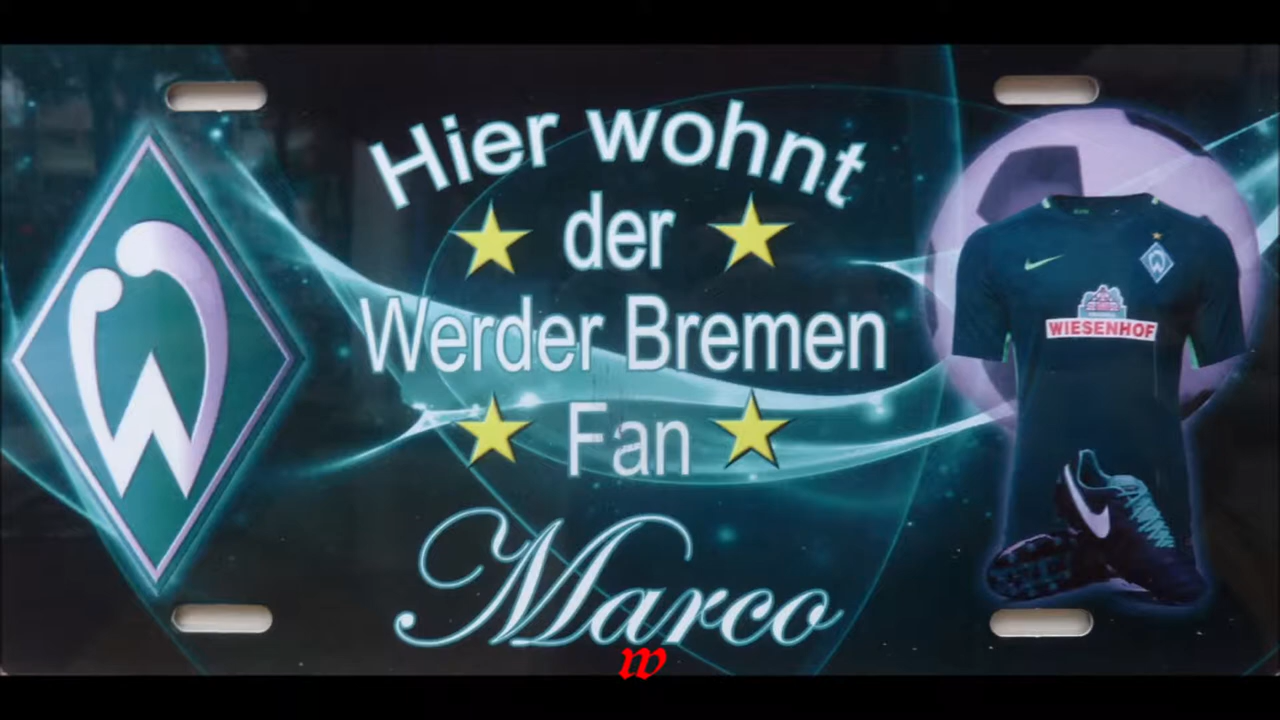 Hier wohnt
der
Werder Bremen
Fan
Marco
WIESENHOF
W
w